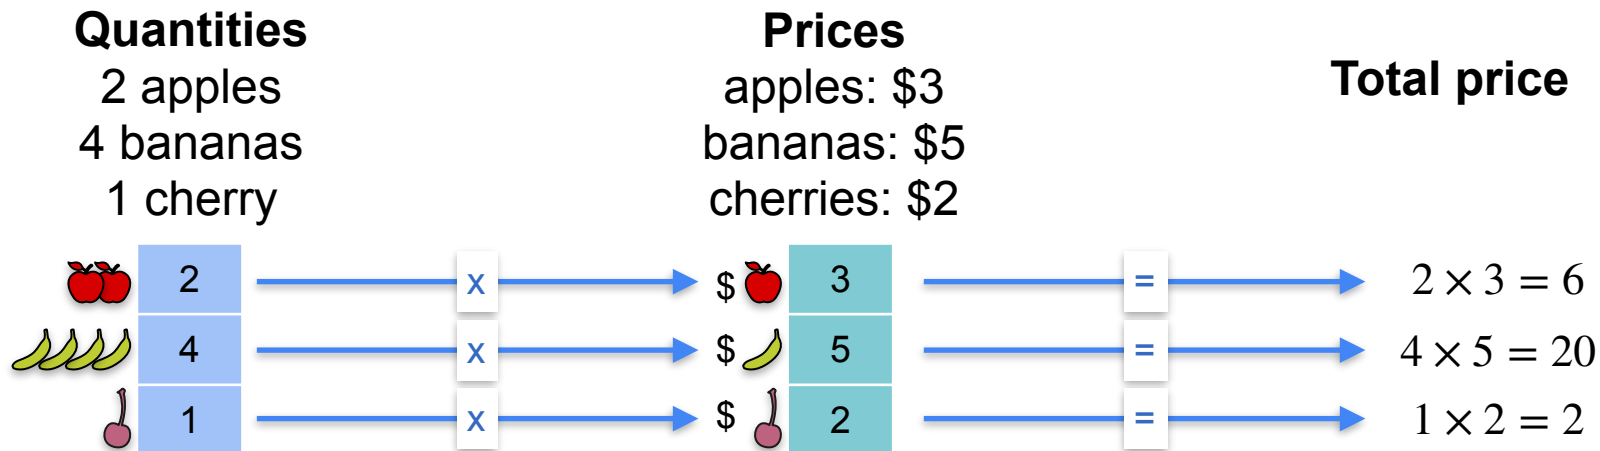 Quantities
2 apples
4 bananas
1 cherry
Prices
apples: $3
bananas: $5
cherries: $2
Total price
2 x $ 3 = 2 × 3 = 6
4 x $ 5 = 4 × 5 = 20
1 x $ 2 = 1 × 2 = 2